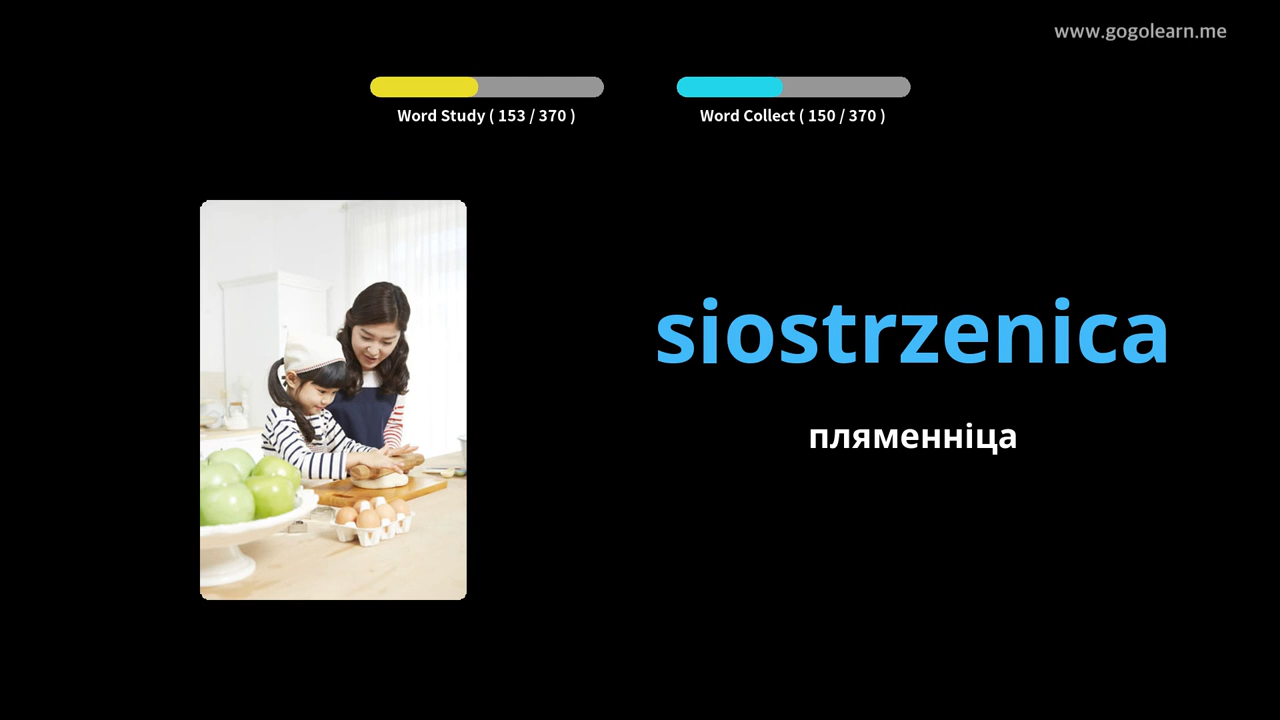 www.gogolearn.me
Word Study ( 153 / 370 )
Word Collect ( 150 / 370 )
siostrzenica
пляменніца